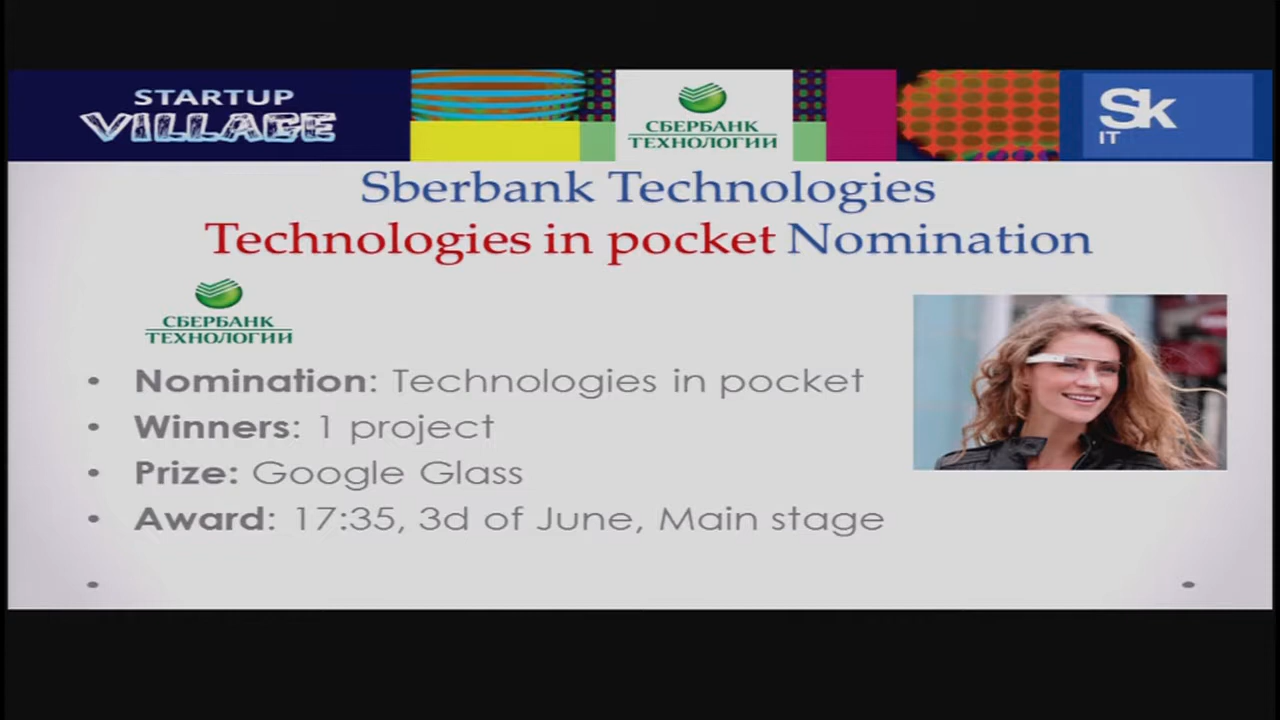 STARTUP
VILLAGE
СБЕРБАНК
ТЕХНОЛОГИИ
Sk
IT
Sberbank Technologies
Technologies in pocket Nomination
СБЕРБАНК
ТЕХНОЛОГИИ
• Nomination: Technologies in pocket
• Winners: 1 project
• Prize: Google Glass
• Award: 17:35, 3d of June, Main stage